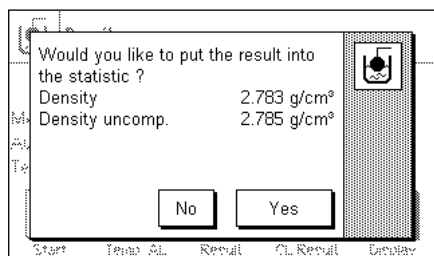 Would you like to put the result into
the statistic ?
Density 2.783 g/cm³
Density uncomp. 2.785 g/cm³
No Yes
Start
Display